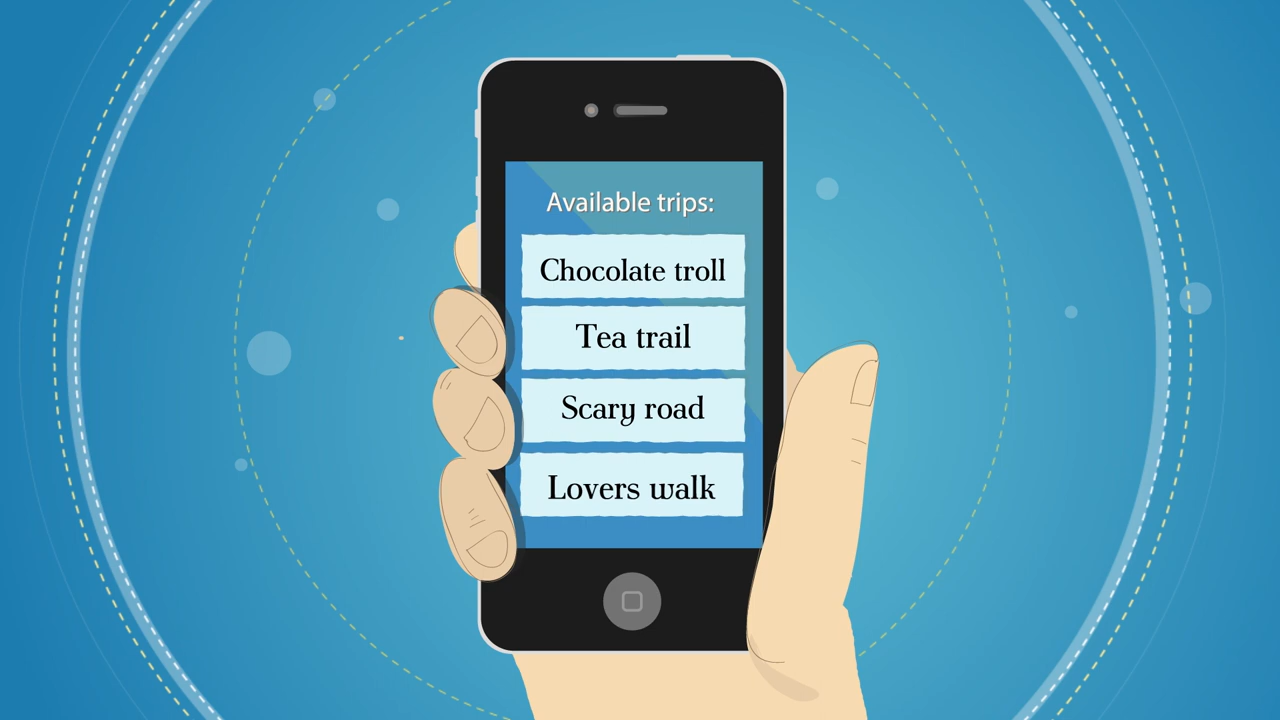 Available trips:
Chocolate troll
Tea trail
Scary road
Lovers walk